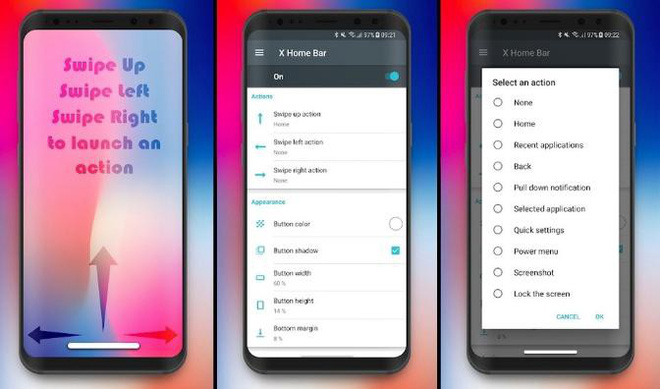 Swipe Up
Swipe Left
Swipe Right
to launch an
action
97% 09:21
X Home Bar
On
Actions
Swipe up action
Home
Swipe left action
None
Swipe right action
None
Appearance
Button color
Button shadow
Button width
60 %
Button height
14 %
Bottom margin
8 %
97% 09:22
X Home Bar
Select an action
None
Home
Recent applications
Back
Pull down notification
Selected application
Quick settings
Power menu
Screenshot
Lock the screen
CANCEL OK
8 %